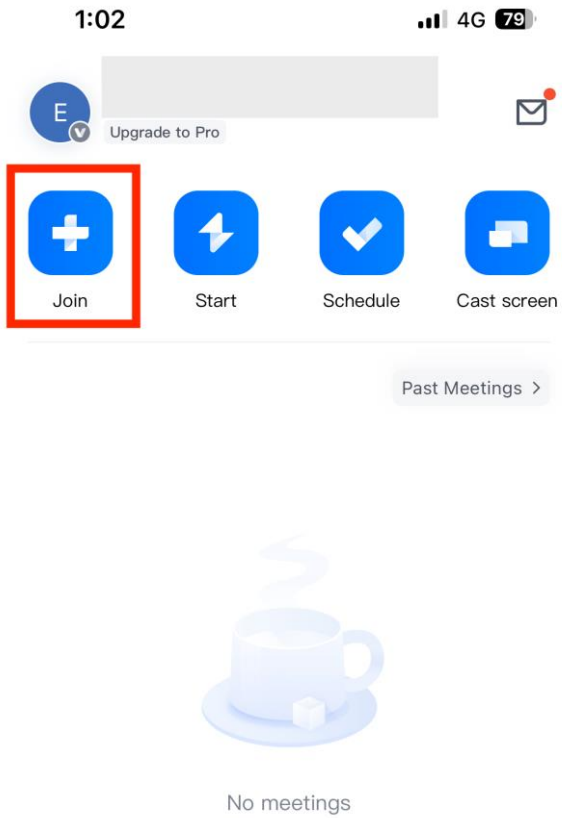 1:02
4G 79
E
V
Upgrade to Pro
Join Start Schedule Cast screen
Past Meetings >
No meetings